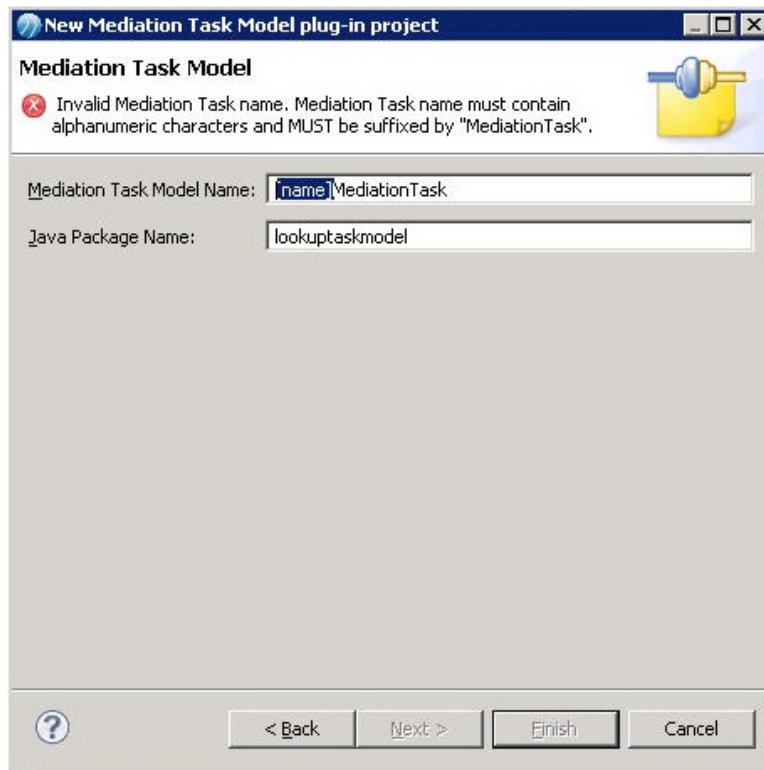 New Mediation Task Model plug-in project
Mediation Task Model
Invalid Mediation Task name. Mediation Task name must contain
alphanumeric characters and MUST be suffixed by "MediationTask".
Mediation Task Model Name: [name]MediationTask
Java Package Name: lookuptaskmodel
? < Back Next > Finish Cancel